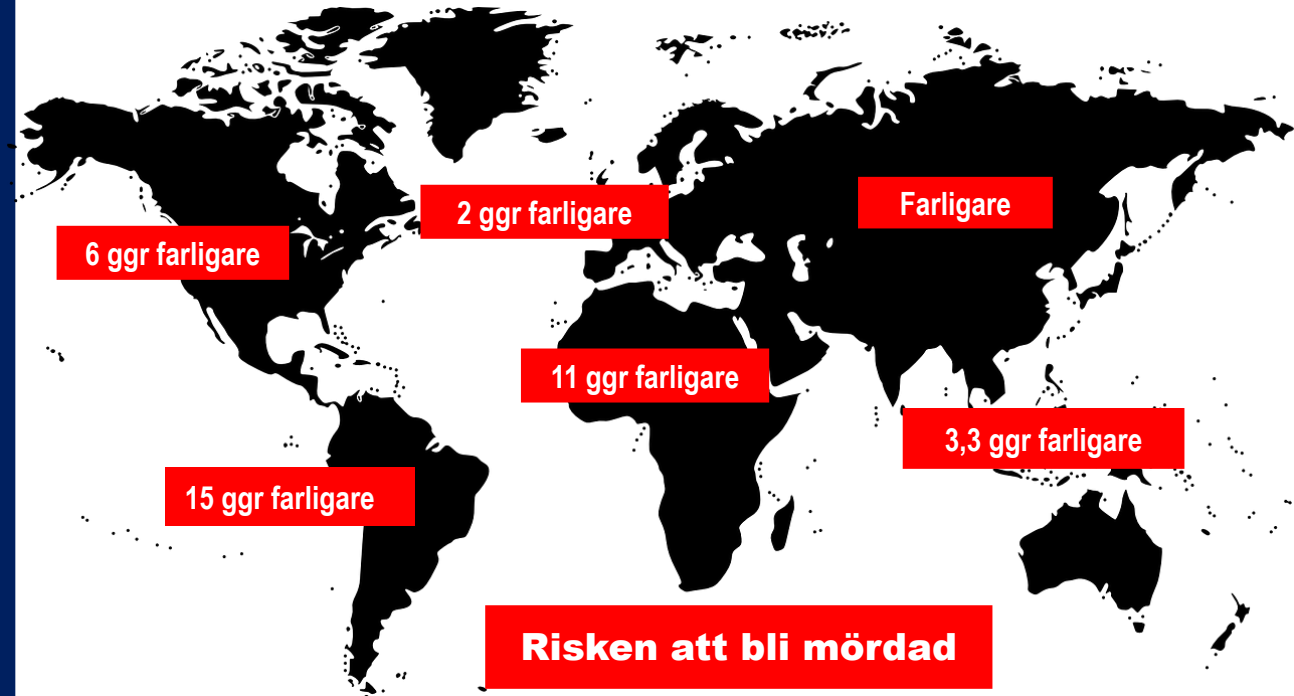 2 ggr farligare
Farligare
6 ggr farligare
11 ggr farligare
3,3 ggr farligare
15 ggr farligare
Risken att bli mördad